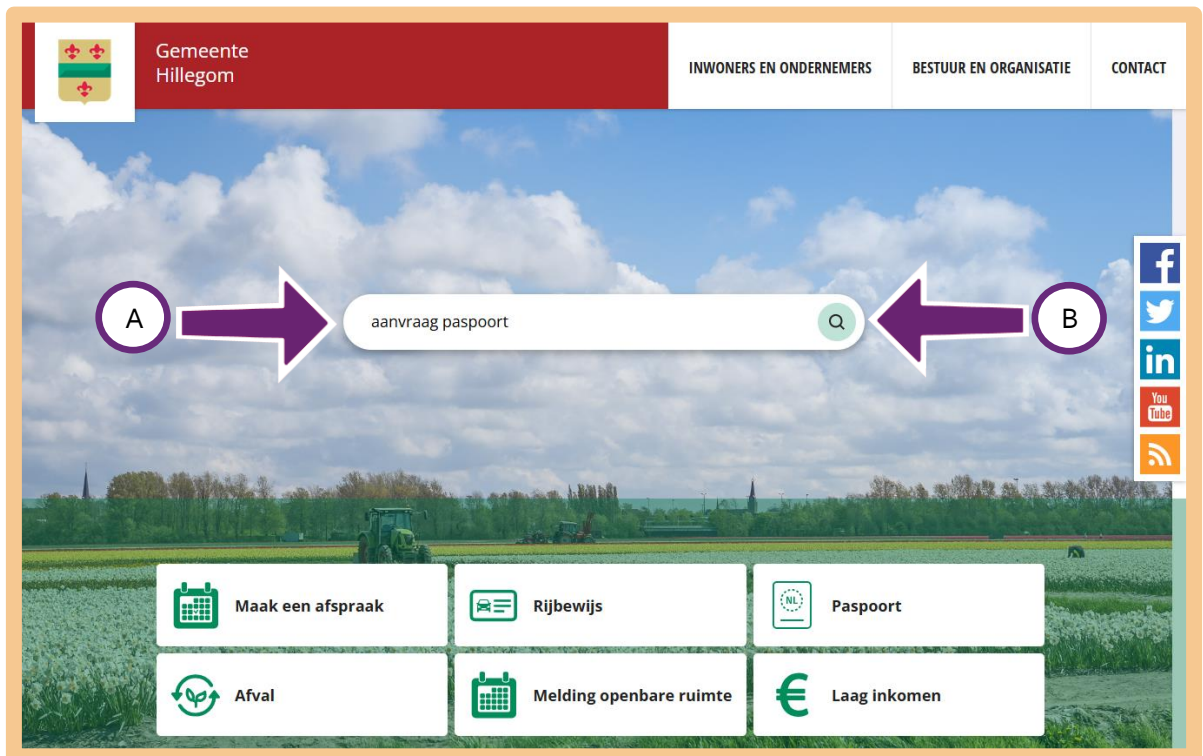 Gemeente
Hillegom
INWONERS EN ONDERNEMERS
BESTUUR EN ORGANISATIE
CONTACT
A
aanvraag paspoort
B
f
in
You
Tube
Maak een afspraak
Rijbewijs
NL
Paspoort
Afval
Melding openbare ruimte
€
Laag inkomen